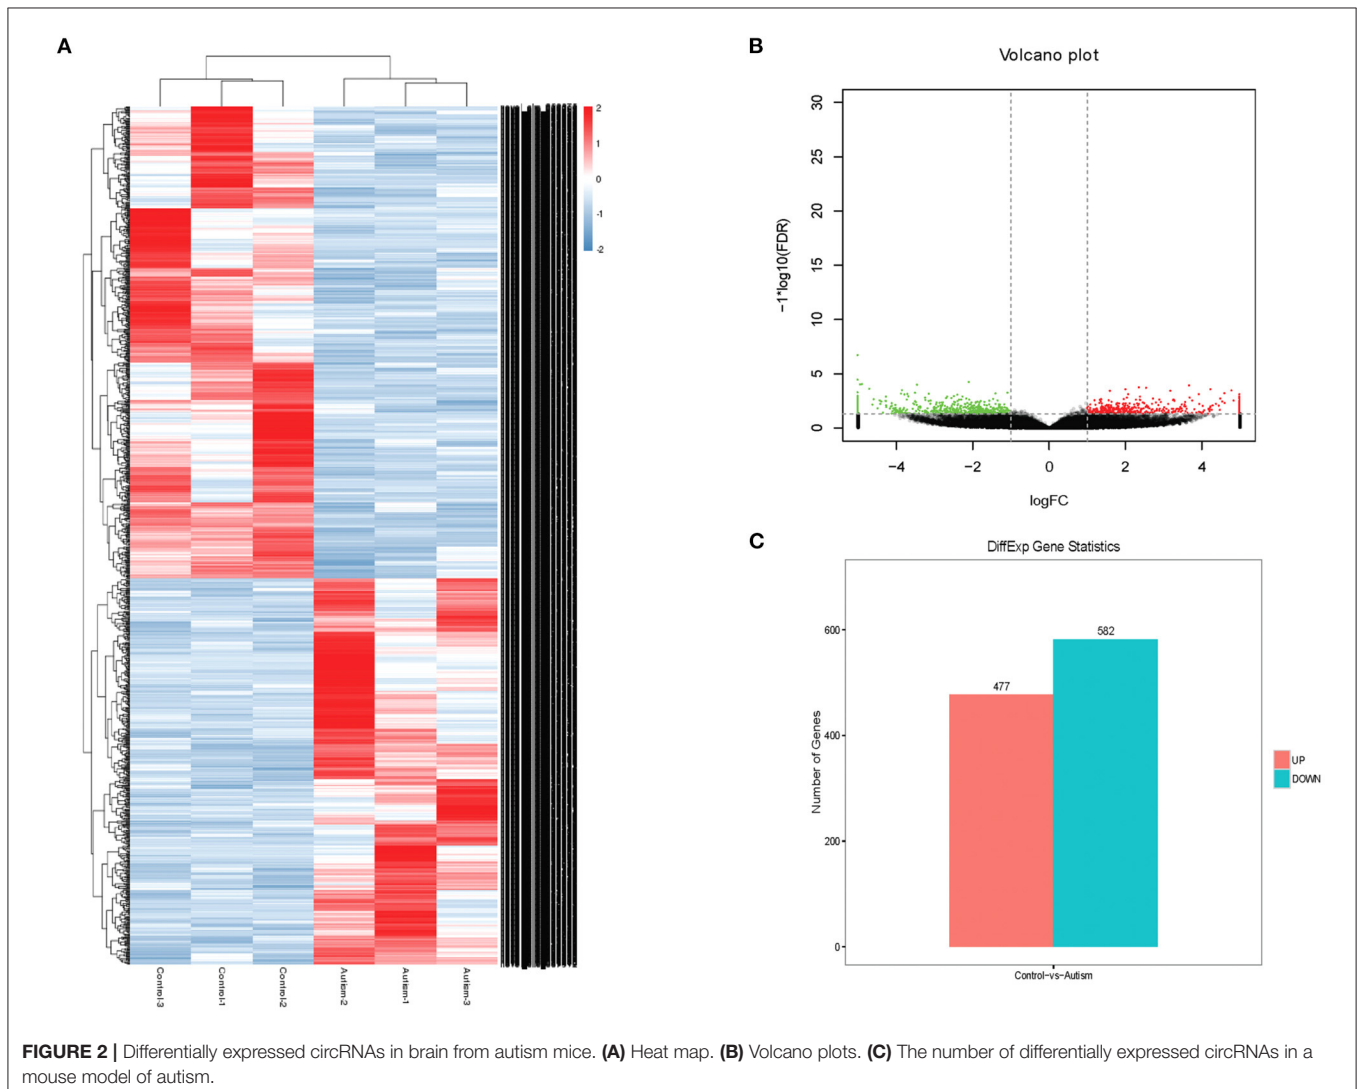 A
2
1
0
-1
-2
Control-3
Control-1
Control-2
Autism-2
Autism-1
Autism-3
B
Volcano plot
−1*log10(FDR)
30
25
20
15
10
5
0
−4 −2 0 2 4
logFC
C
DiffExp Gene Statistics
Number of Genes
600
400
200
0
477
582
Control-vs-Autism
UP
DOWN
FIGURE 2 | Differentially expressed circRNAs in brain from autism mice. (A) Heat map. (B) Volcano plots. (C) The number of differentially expressed circRNAs in a
mouse model of autism.